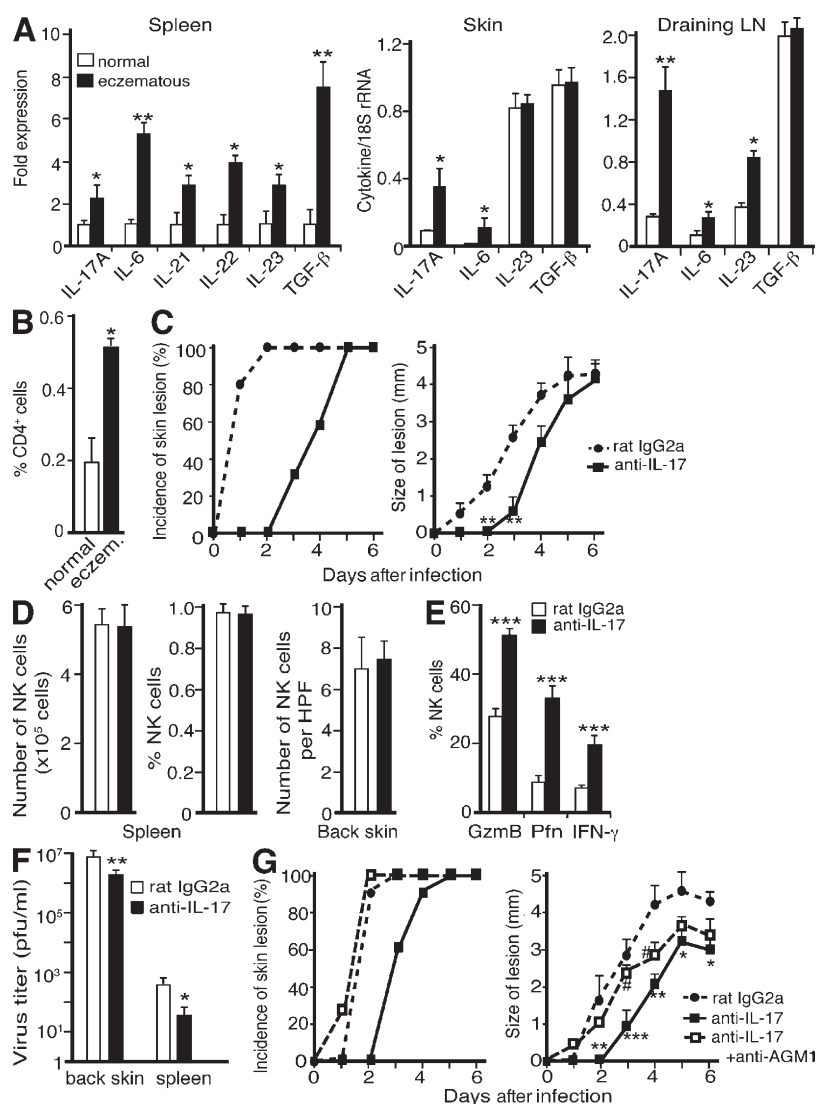 A
Spleen
Skin
Draining LN
Fold expression
10
8
6
4
2
0
normal
eczematous
*
**
*
*
*
**
IL-17A
IL-6
IL-21
IL-22
IL-23
TGF-β
Cytokine/18S rRNA
1.2
0.8
0.4
0
*
*
IL-17A
IL-6
IL-23
TGF-β
2.0
1.6
1.2
0.8
0.4
0
**
*
*
IL-17A
IL-6
IL-23
TGF-β
B
% CD4+ cells
0.6
0.4
0.2
0
*
normal
eczem.
C
Incidence of skin lesion (%)
100
80
60
40
20
0
0 2 4 6
Size of lesion (mm)
5
4
3
2
1
0
** **
0 2 4 6
rat IgG2a
anti-IL-17
Days after infection
D
Number of NK cells
(x10⁵ cells)
6
4
2
0
% NK cells
1.0
0.8
0.6
0.4
0.2
0
Spleen
Number of NK cells
per HPF
10
8
6
4
2
0
Back skin
E
rat IgG2a
anti-IL-17
% NK cells
60
40
20
0
***
***
***
GzmB Pfn IFN-γ
F
Virus titer (pfu/ml)
10⁷
10⁵
10³
10¹
1
rat IgG2a
anti-IL-17
**
*
back skin spleen
G
Incidence of skin lesion (%)
100
80
60
40
20
0
0 2 4 6
Size of lesion (mm)
5
4
3
2
1
0
#
#
** *** ** * *
0 2 4 6
rat IgG2a
anti-IL-17
anti-IL-17
+anti-AGM1
Days after infection